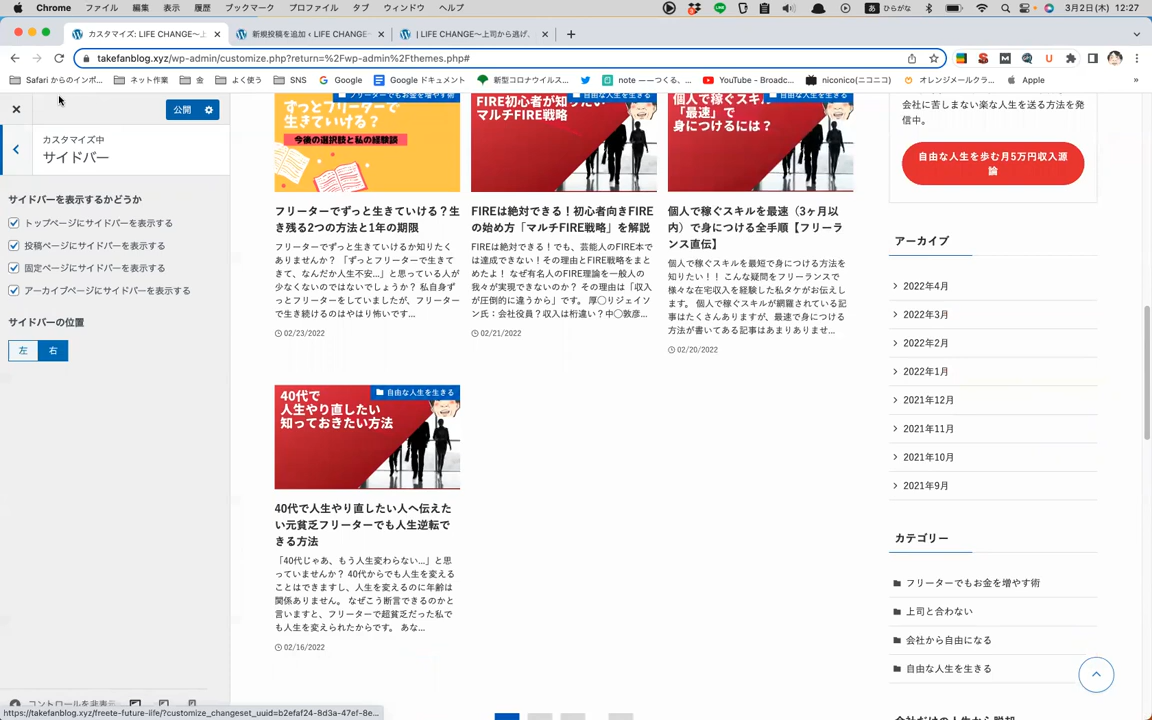 Chrome ファイル 編集 表示 履歴 ブックマーク プロファイル タブ ウィンドウ ヘルプ あ ひらがな 3月2日(木) 12:27
カスタマイズ: LIFE CHANGE〜上 新規投稿を追加 ‹ LIFE CHANGE | LIFE CHANGE〜上司から逃げ、
takefanblog.xyz/wp-admin/customize.php?return=%2Fwp-admin%2Fthemes.php#
Safari からのインポ... ネット作業 金 よく使う SNS Google Google ドキュメント 新型コロナウイルス... note ーーつくる、... YouTube - Broadc... niconico(ニコニコ) オレンジメールクラ... Apple »
公開
カスタマイズ中
サイドバー
サイドバーを表示するかどうか
トップページにサイドバーを表示する
投稿ページにサイドバーを表示する
固定ページにサイドバーを表示する
アーカイブページにサイドバーを表示する
サイドバーの位置
左 右
コントロールを非表示
https://takefanblog.xyz/freete-future-life/?customize_changeset_uuid=b2efaf24-8d3a-47ef-8e...
フリーターでもお金を増やす術
ずっとフリーターで
生きていける?
今後の選択肢と私の経験談
フリーターでずっと生きていける?生
き残る2つの方法と1年の期限
フリーターでずっと生きていけるか知りたく
ありませんか? 「ずっとフリーターで生きてき
て、なんだか人生不安...」と思っている人が
少なくないのではないでしょうか? 私自身ず
っとフリーターをしていましたが、フリーター
で生き続けるのはやはり怖いです...
02/23/2022
自由な人生を生きる
FIRE初心者が知りたい
マルチFIRE戦略
FIREは絶対できる!初心者向きFIRE
の始め方「マルチFIRE戦略」を解説
FIREは絶対できる!でも、芸能人のFIRE本で
は達成できない!その理由とFIRE戦略をまと
めたよ! なぜ有名人のFIRE理論を一般人の
我々が実現できないのか? その理由は「収入
が圧倒的に違うから」です。 厚◯りジェイソ
ン氏:会社役員?収入は桁違い?中◯敦彦...
02/21/2022
自由な人生を生きる
個人で稼ぐスキル
「最速」で
身につけるには?
個人で稼ぐスキルを最速(3ヶ月以
内)で身につける全手順【フリーラ
ンス直伝】
個人で稼ぐスキルを最短で身につける方法を
知りたい!! こんな疑問をフリーランスで
様々な在宅収入を経験したタケがお伝えし
ます。 個人で稼ぐスキルが網羅されている記
事はたくさんありますが、最速で身につける
方法が書いてある記事はあまりありませ...
02/20/2022
自由な人生を生きる
40代で
人生やり直したい
知っておきたい方法
40代で人生やり直したい人へ伝えた
い元貧乏フリーターでも人生逆転で
きる方法
「40代じゃあ、もう人生変わらない...」と思
っていませんか? 40代からでも人生を変える
ことはできますし、人生を変えるのに年齢は
関係ありません。 なぜこう断言できるのかと
言いますと、フリーターで超貧乏だった私で
も人生を変えられたからです。 あな...
02/16/2022
会社に苦しまない楽な人生を送る方法を発
信中。
自由な人生を歩む月5万円収入源
論
アーカイブ
2022年4月
2022年3月
2022年2月
2022年1月
2021年12月
2021年11月
2021年10月
2021年9月
カテゴリー
フリーターでもお金を増やす術
上司と合わない
会社から自由になる
自由な人生を生きる